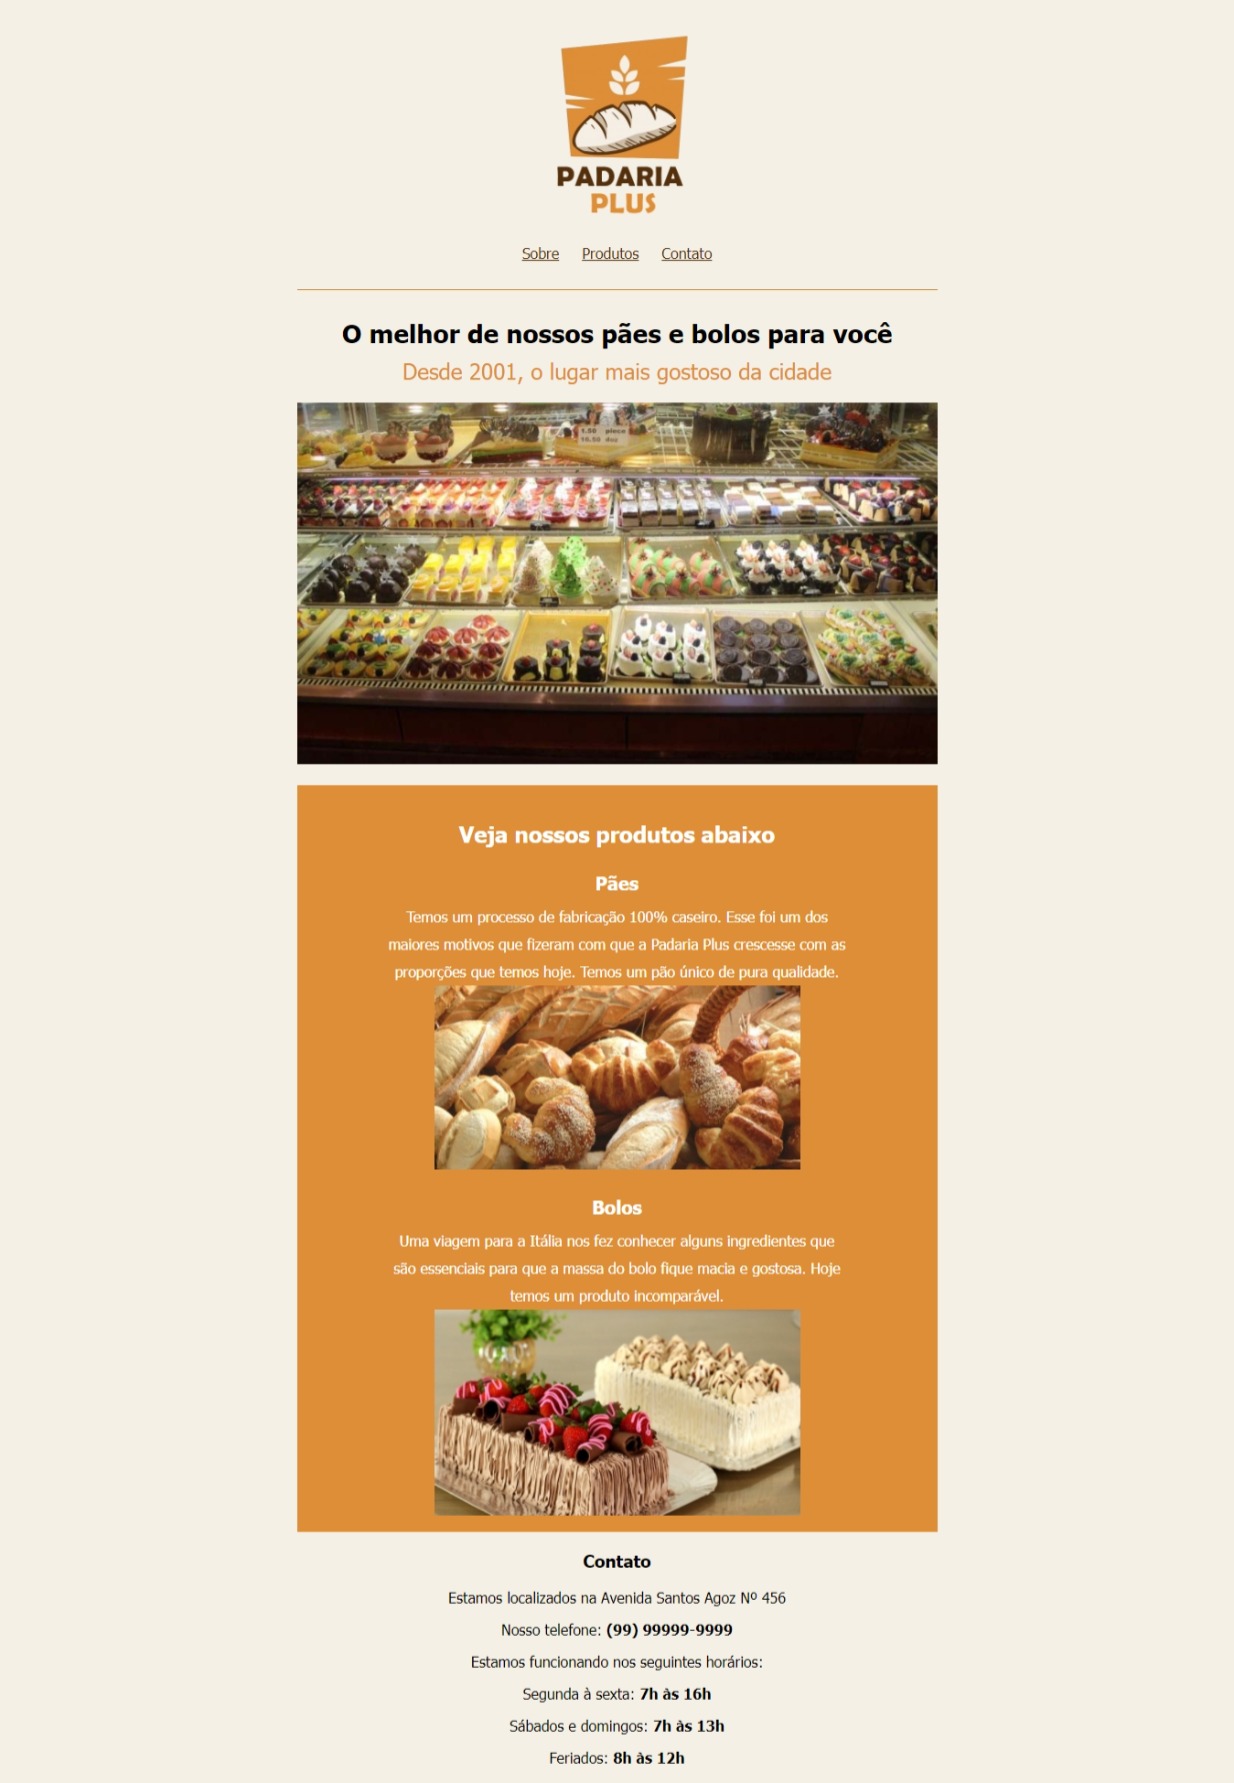 PADARIA
PLUS
Sobre Produtos Contato
O melhor de nossos pães e bolos para você
Desde 2001, o lugar mais gostoso da cidade
1.50 piece
16.50 doz
Veja nossos produtos abaixo
Pães
Temos um processo de fabricação 100% caseiro. Esse foi um dos
maiores motivos que fizeram com que a Padaria Plus crescesse com as
proporções que temos hoje. Temos um pão único de pura qualidade.
Bolos
Uma viagem para a Itália nos fez conhecer alguns ingredientes que
são essenciais para que a massa do bolo fique macia e gostosa. Hoje
temos um produto incomparável.
Contato
Estamos localizados na Avenida Santos Agoz Nº 456
Nosso telefone: (99) 99999-9999
Estamos funcionando nos seguintes horários:
Segunda à sexta: 7h às 16h
Sábados e domingos: 7h às 13h
Feriados: 8h às 12h